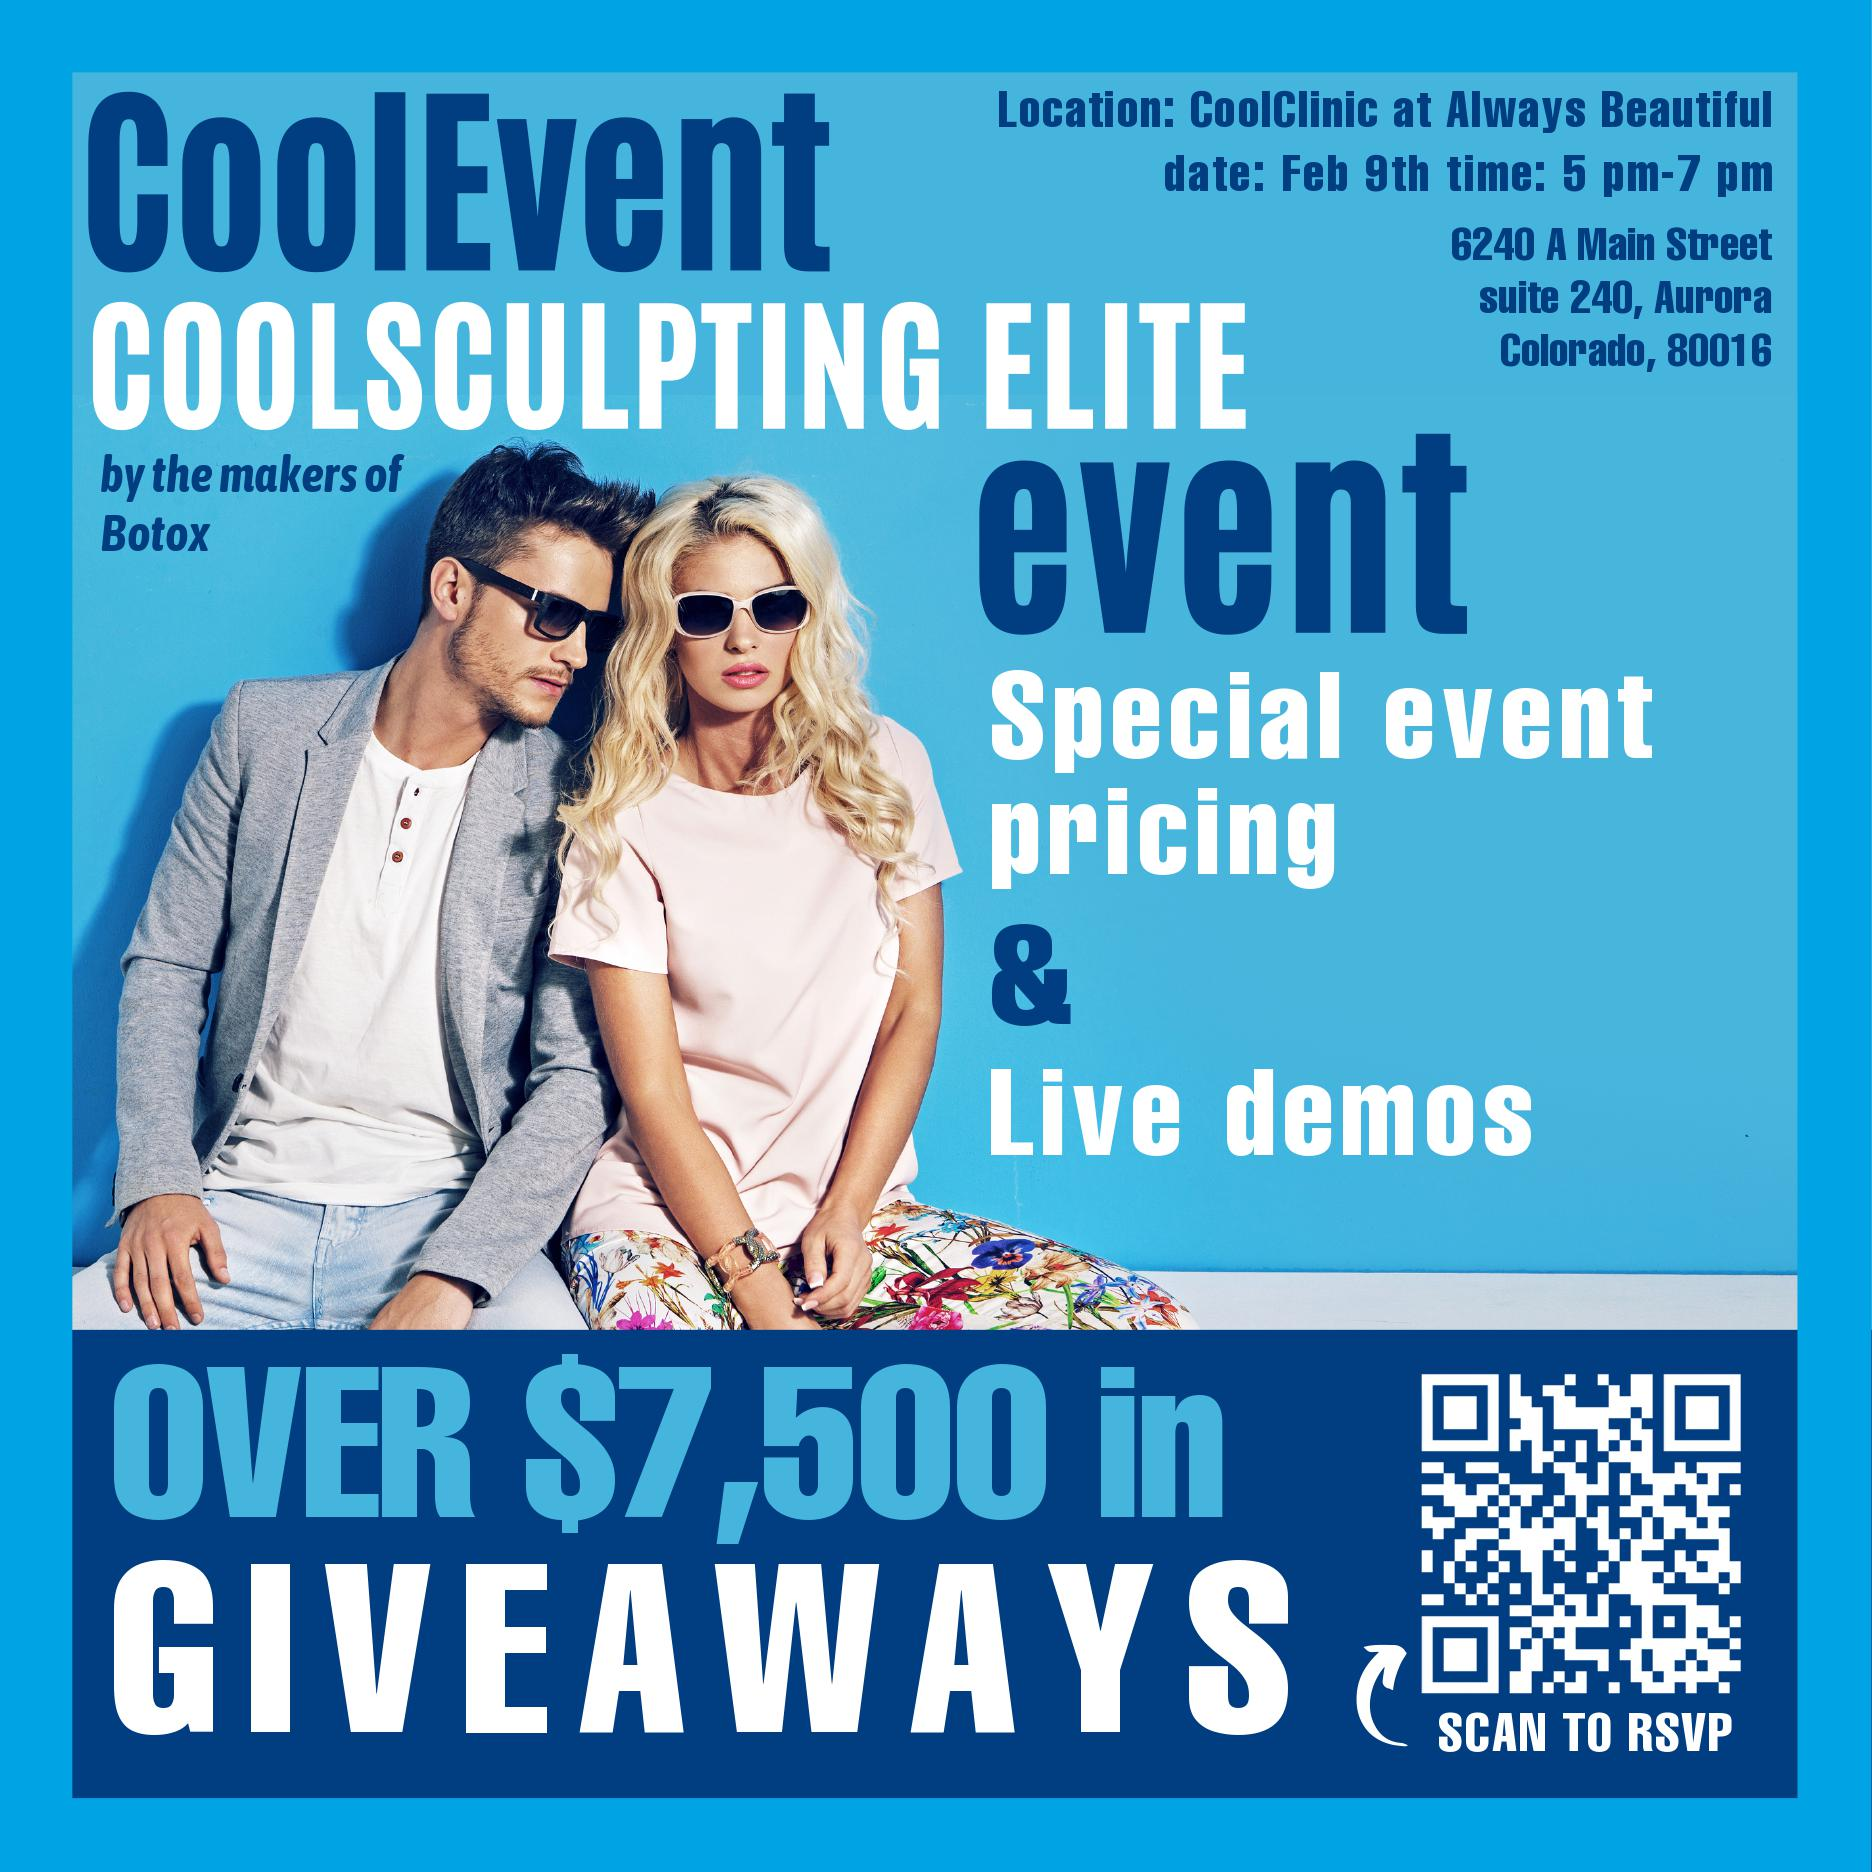 CoolEvent
COOLSCULPTING ELITE
by the makers of
Botox
event
Location: CoolClinic at Always Beautiful
date: Feb 9th time: 5 pm-7 pm
6240 A Main Street
suite 240, Aurora
Colorado, 80016
Special event
pricing
&
Live demos
OVER $7,500 in
GIVEAWAYS
SCAN TO RSVP